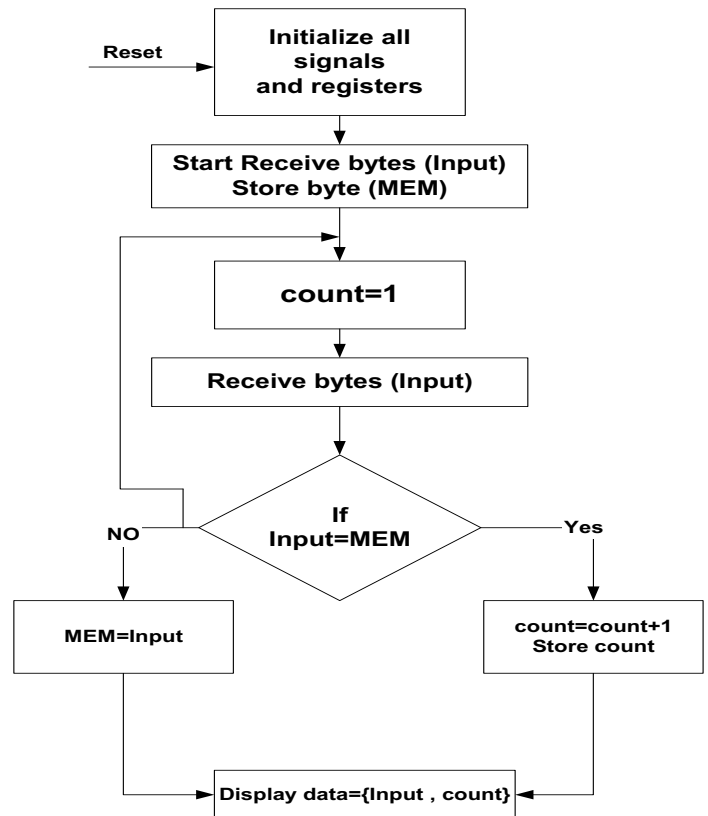 Reset
Initialize all
signals
and registers
Start Receive bytes (Input)
Store byte (MEM)
count=1
Receive bytes (Input)
If
Input=MEM
NO
Yes
MEM=Input
count=count+1
Store count
Display data={Input , count}